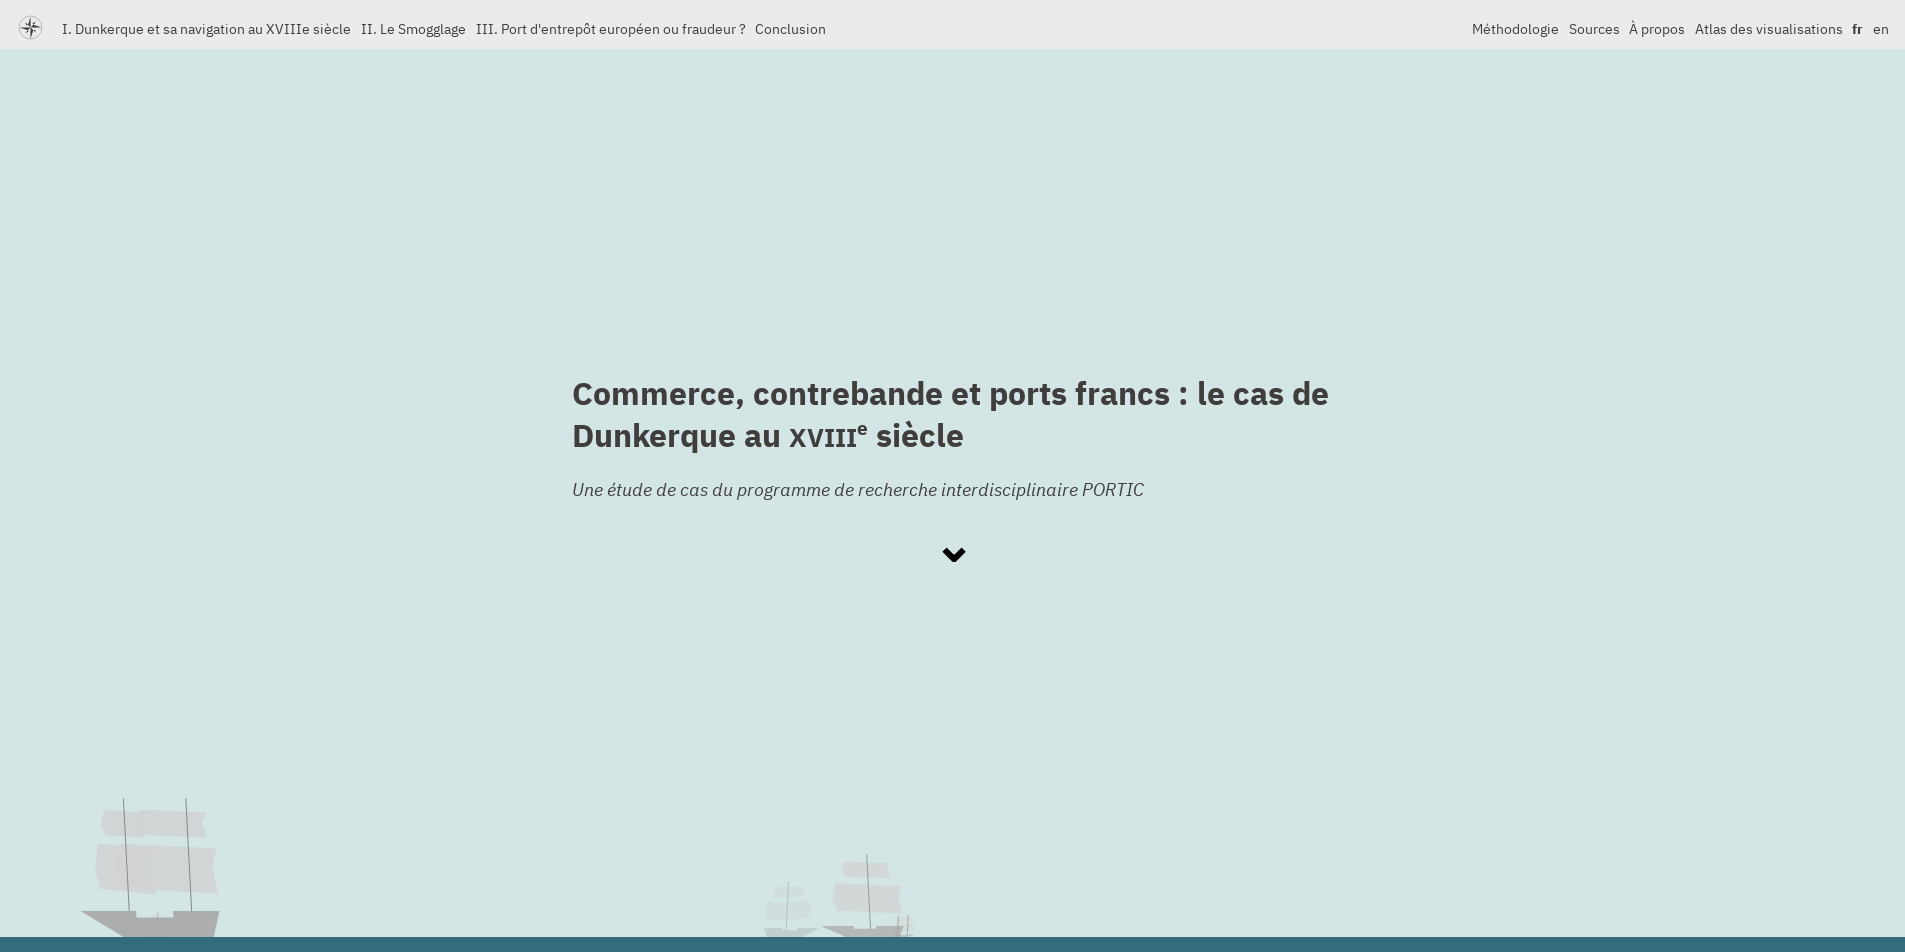 I. Dunkerque et sa navigation au XVIIIe siècle II. Le Smogglage III. Port d'entrepôt européen ou fraudeur ? Conclusion Méthodologie Sources À propos Atlas des visualisations fr en
Commerce, contrebande et ports francs : le cas de
Dunkerque au XVIIIe siècle
Une étude de cas du programme de recherche interdisciplinaire PORTIC